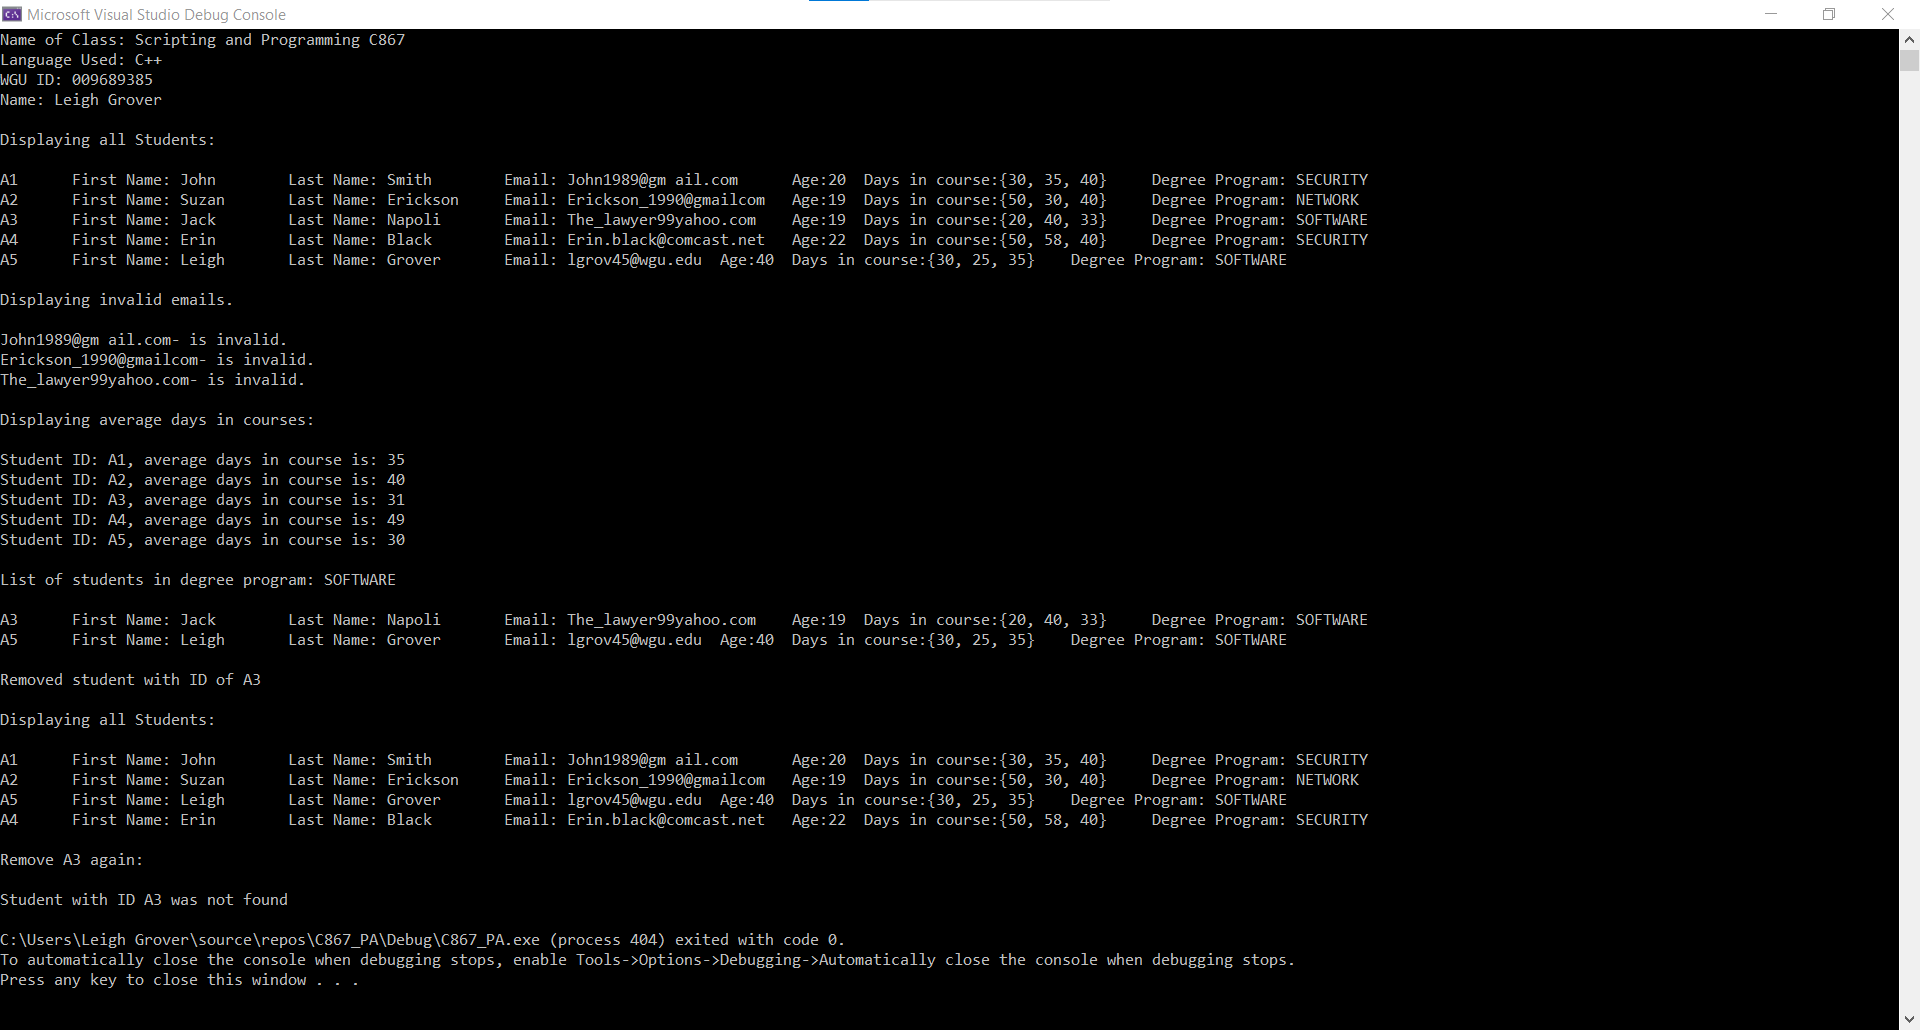 Microsoft Visual Studio Debug Console
Name of Class: Scripting and Programming C867
Language Used: C++
WGU ID: 009689385
Name: Leigh Grover
Displaying all Students:
A1 First Name: John Last Name: Smith Email: John1989@gm ail.com Age:20 Days in course:{30, 35, 40} Degree Program: SECURITY
A2 First Name: Suzan Last Name: Erickson Email: Erickson_1990@gmailcom Age:19 Days in course:{50, 30, 40} Degree Program: NETWORK
A3 First Name: Jack Last Name: Napoli Email: The_lawyer99yahoo.com Age:19 Days in course:{20, 40, 33} Degree Program: SOFTWARE
A4 First Name: Erin Last Name: Black Email: Erin.black@comcast.net Age:22 Days in course:{50, 58, 40} Degree Program: SECURITY
A5 First Name: Leigh Last Name: Grover Email: lgrov45@wgu.edu Age:40 Days in course:{30, 25, 35} Degree Program: SOFTWARE
Displaying invalid emails.
John1989@gm ail.com- is invalid.
Erickson_1990@gmailcom- is invalid.
The_lawyer99yahoo.com- is invalid.
Displaying average days in courses:
Student ID: A1, average days in course is: 35
Student ID: A2, average days in course is: 40
Student ID: A3, average days in course is: 31
Student ID: A4, average days in course is: 49
Student ID: A5, average days in course is: 30
List of students in degree program: SOFTWARE
A3 First Name: Jack Last Name: Napoli Email: The_lawyer99yahoo.com Age:19 Days in course:{20, 40, 33} Degree Program: SOFTWARE
A5 First Name: Leigh Last Name: Grover Email: lgrov45@wgu.edu Age:40 Days in course:{30, 25, 35} Degree Program: SOFTWARE
Removed student with ID of A3
Displaying all Students:
A1 First Name: John Last Name: Smith Email: John1989@gm ail.com Age:20 Days in course:{30, 35, 40} Degree Program: SECURITY
A2 First Name: Suzan Last Name: Erickson Email: Erickson_1990@gmailcom Age:19 Days in course:{50, 30, 40} Degree Program: NETWORK
A5 First Name: Leigh Last Name: Grover Email: lgrov45@wgu.edu Age:40 Days in course:{30, 25, 35} Degree Program: SOFTWARE
A4 First Name: Erin Last Name: Black Email: Erin.black@comcast.net Age:22 Days in course:{50, 58, 40} Degree Program: SECURITY
Remove A3 again:
Student with ID A3 was not found
C:\Users\Leigh Grover\source\repos\C867_PA\Debug\C867_PA.exe (process 404) exited with code 0.
To automatically close the console when debugging stops, enable Tools->Options->Debugging->Automatically close the console when debugging stops.
Press any key to close this window . . .